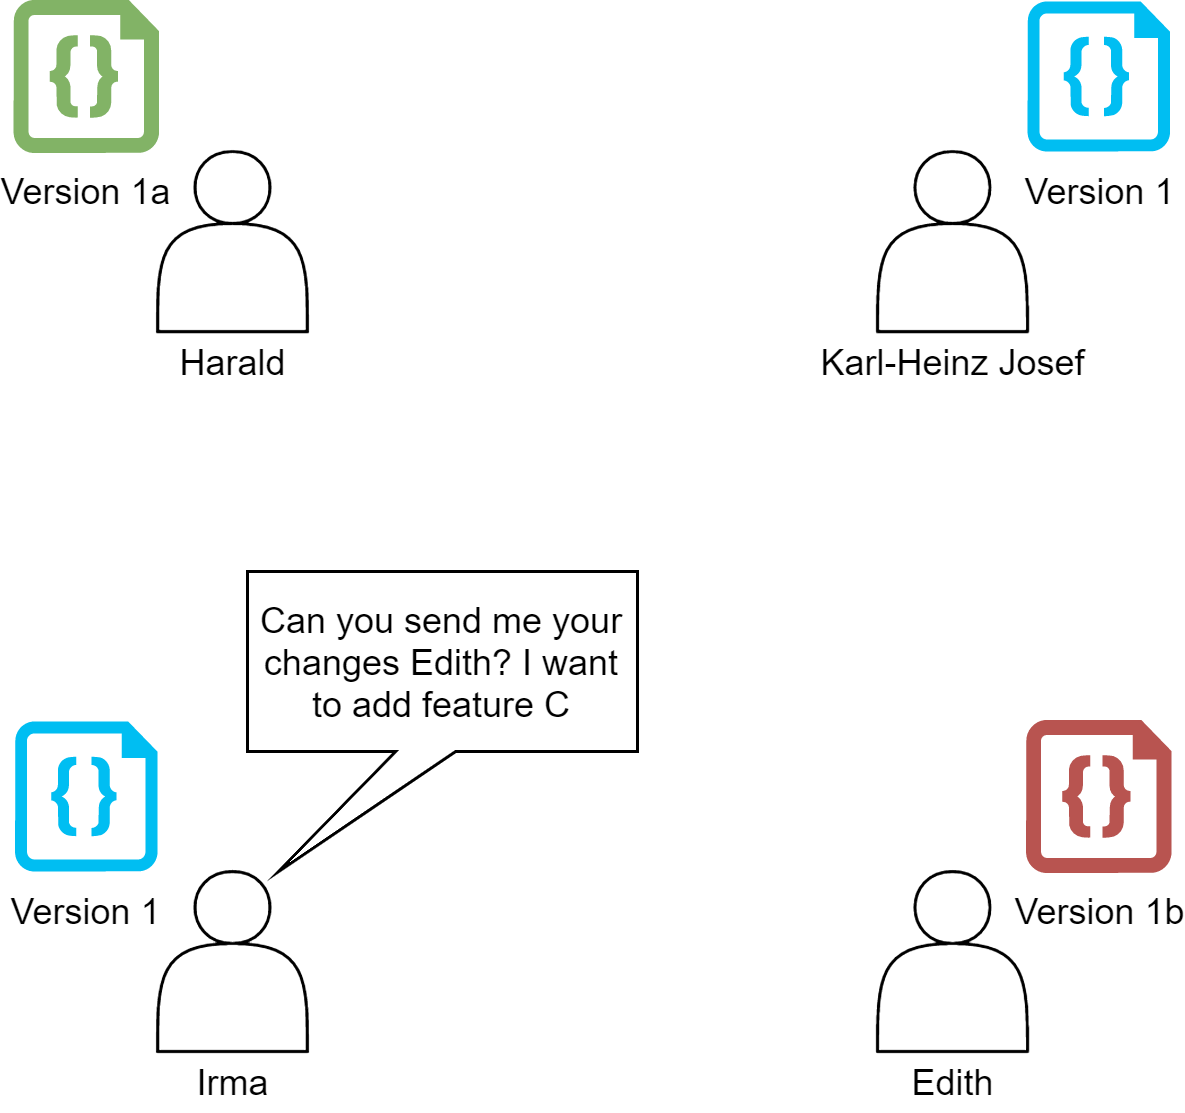 Version 1a
Version 1
Harald
Karl-Heinz Josef
Can you send me your
changes Edith? I want
to add feature C
Version 1
Version 1b
Irma
Edith